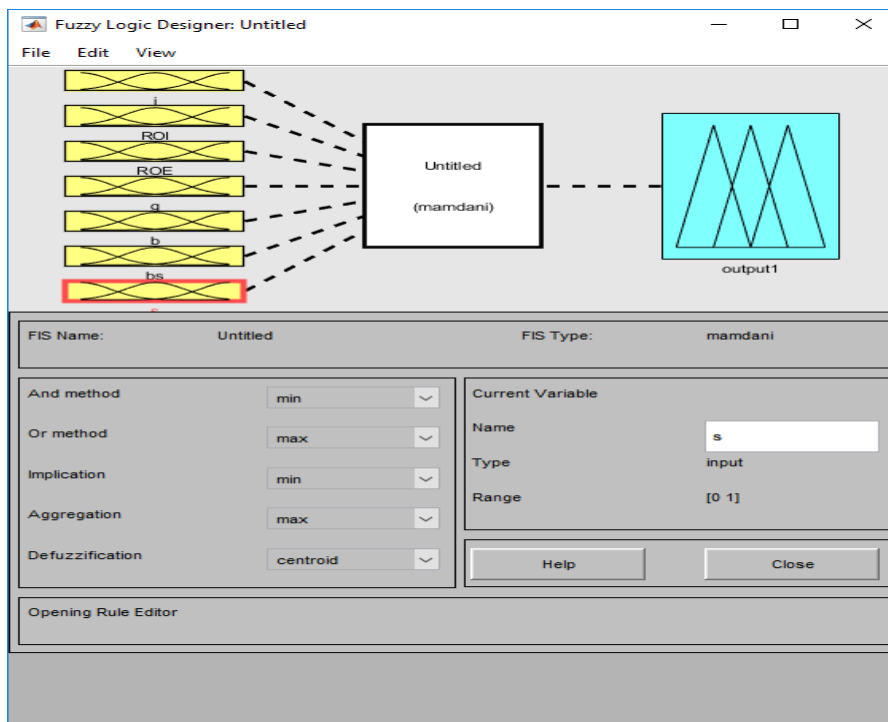 Fuzzy Logic Designer: Untitled
File Edit View
i
ROI
ROE
g
b
bs
s
Untitled
(mamdani)
output1
FIS Name: Untitled FIS Type: mamdani
And method min
Or method max
Implication min
Aggregation max
Defuzzification centroid
Current Variable
Name s
Type input
Range [0 1]
Help Close
Opening Rule Editor